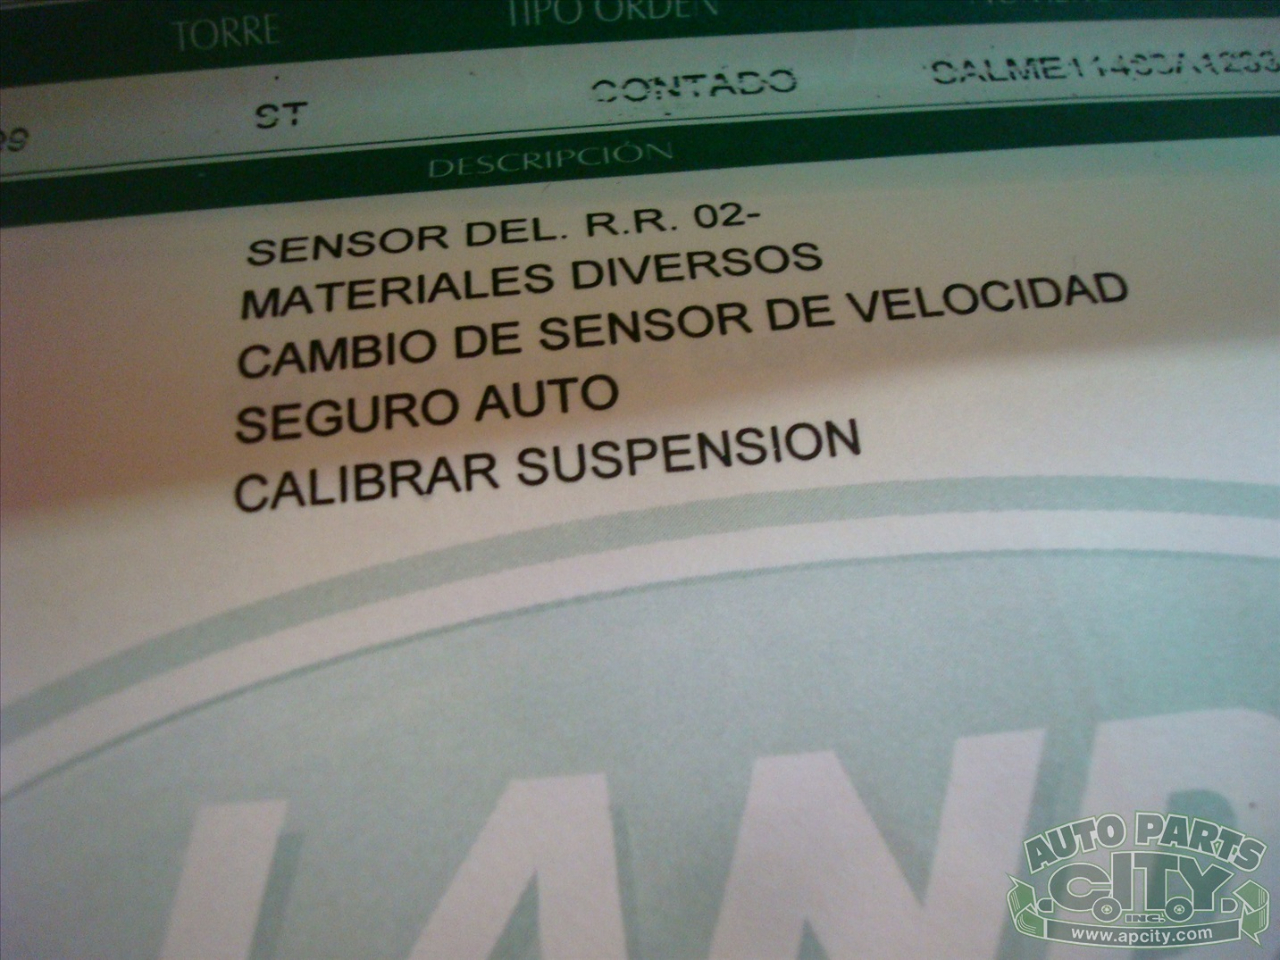 TORRE TIPO ORDEN
ST CONTADO
DESCRIPCIÓN
SENSOR DEL. R.R. 02-
MATERIALES DIVERSOS
CAMBIO DE SENSOR DE VELOCIDAD
SEGURO AUTO
CALIBRAR SUSPENSION
LAND
AUTO PARTS
C.I.T.Y.
INC.
www.apcity.com